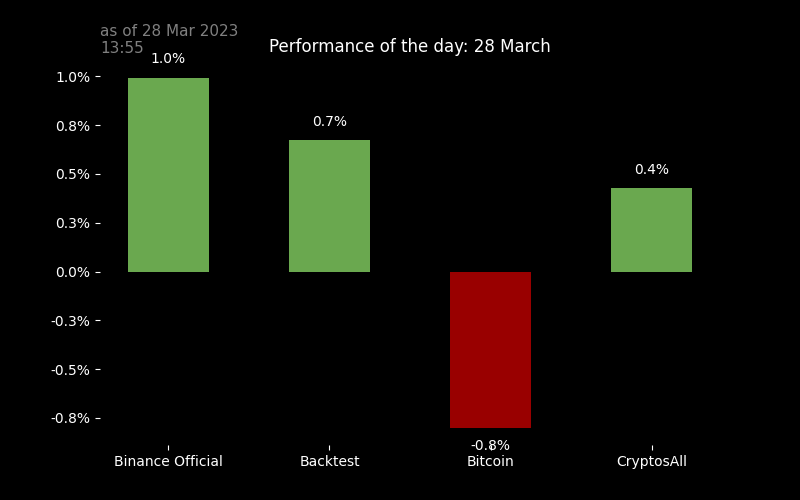 as of 28 Mar 2023
13:55
Performance of the day: 28 March
1.0%
0.7%
0.4%
-0.8%
1.0%
0.8%
0.5%
0.3%
0.0%
-0.3%
-0.5%
-0.8%
Binance Official
Backtest
Bitcoin
CryptosAll